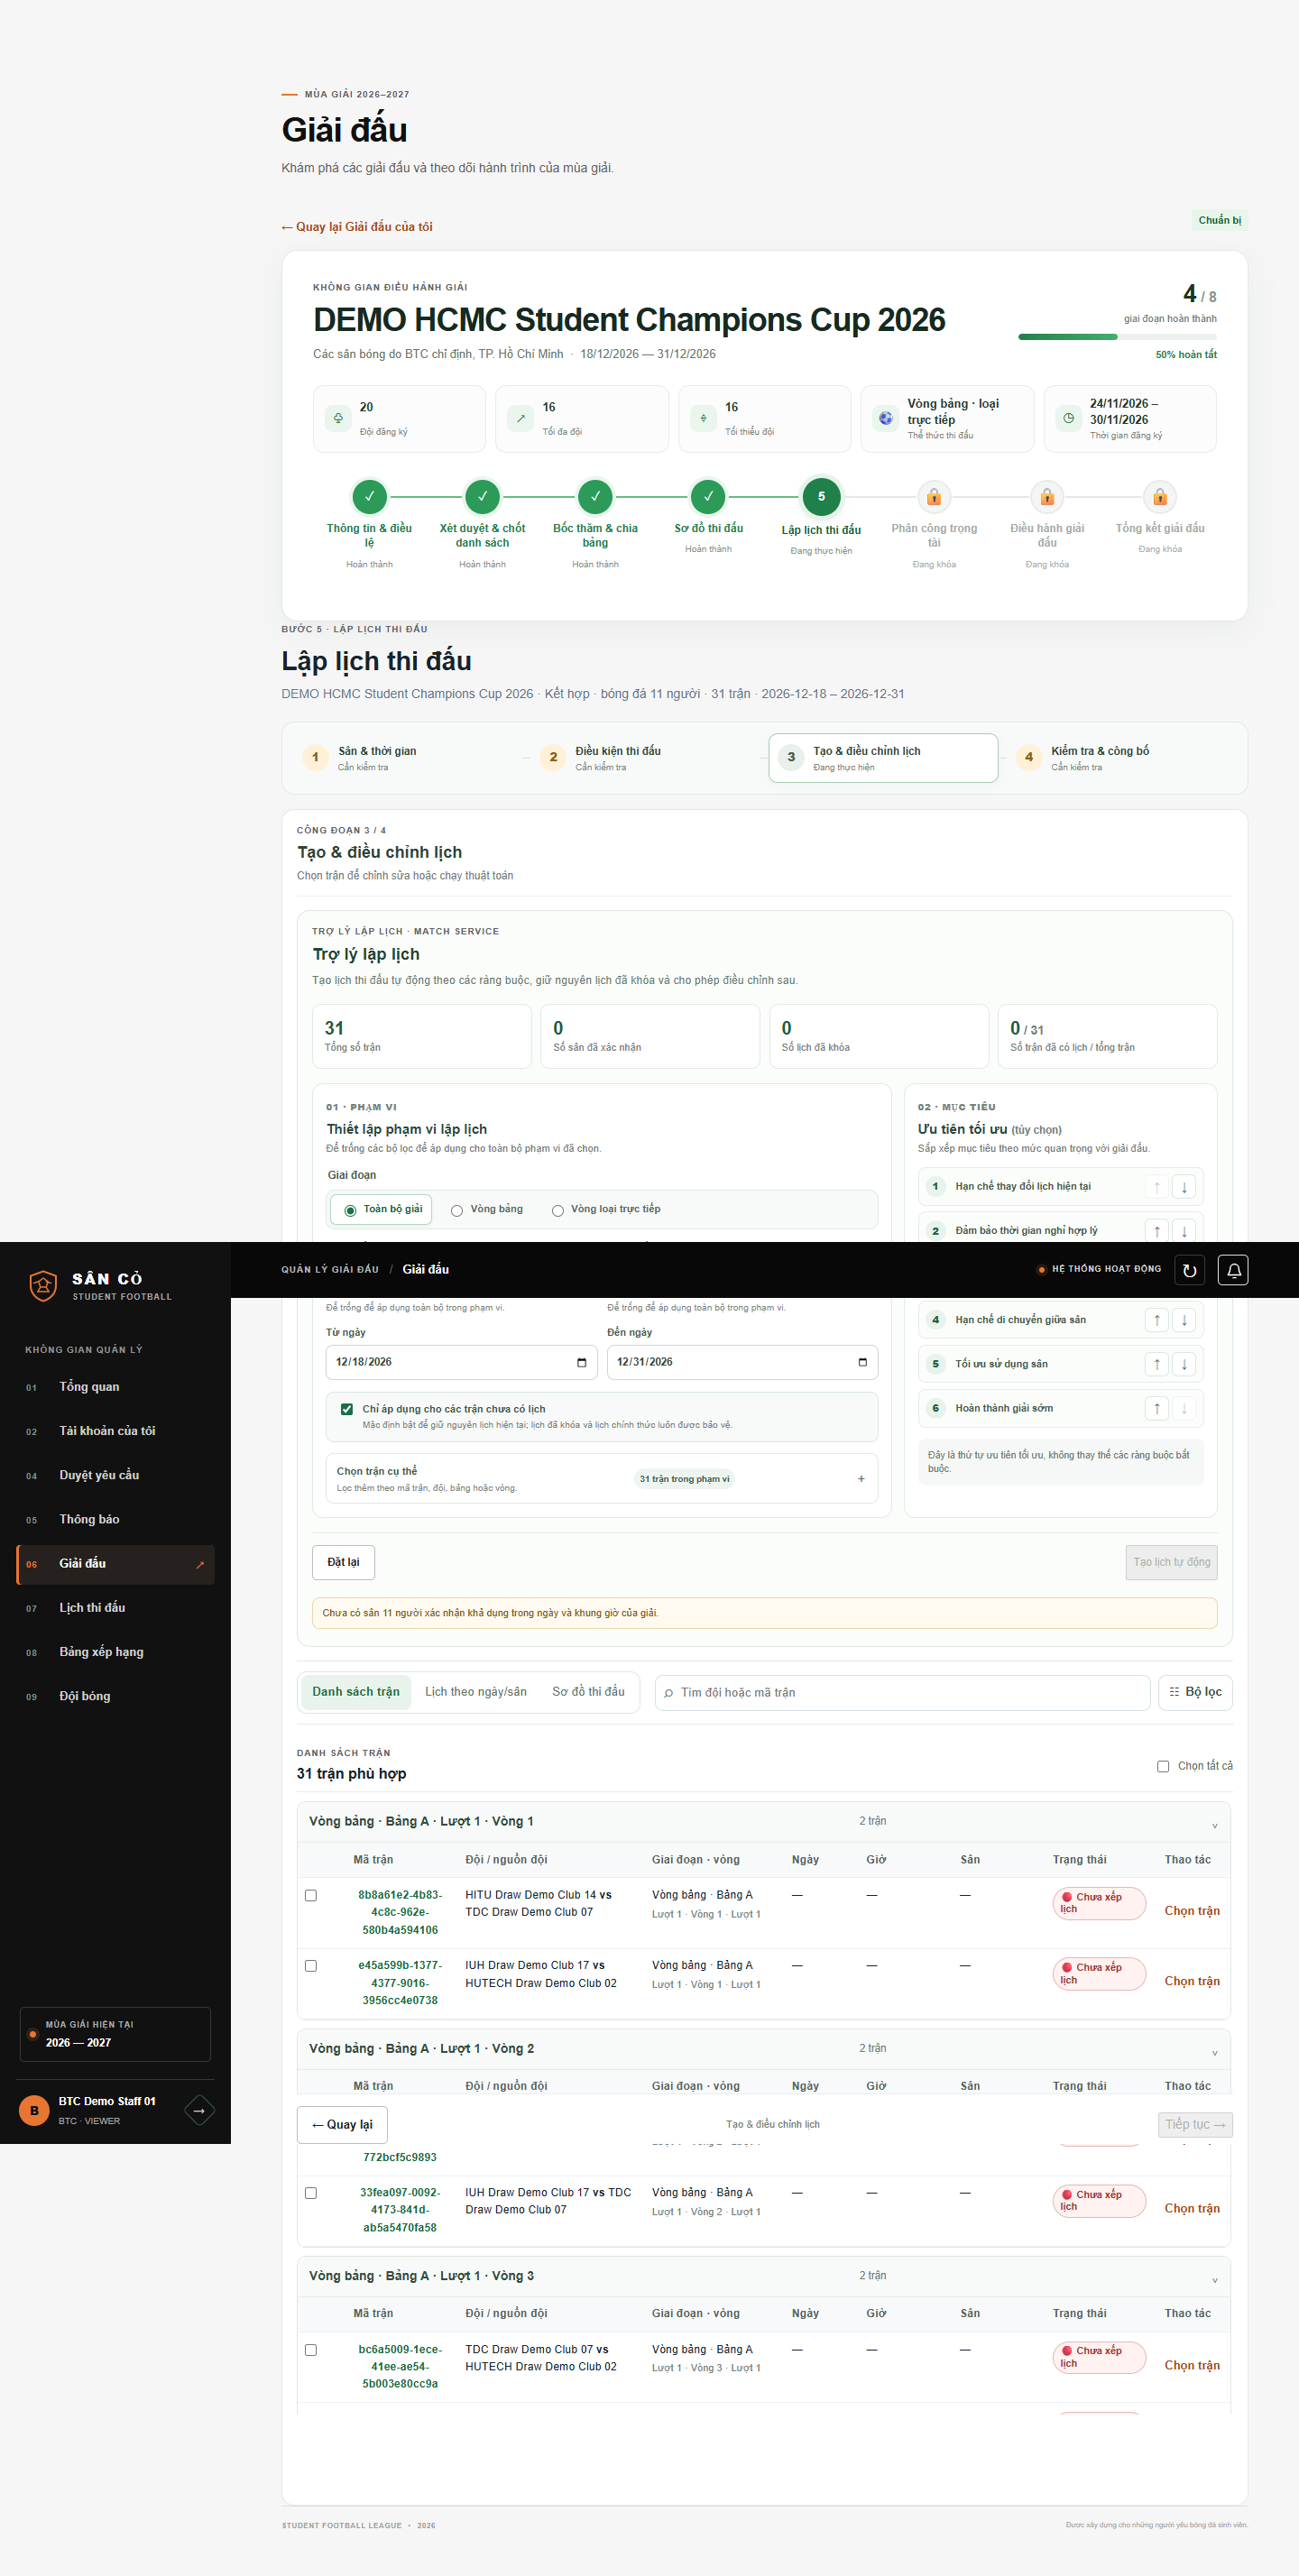 MÙA GIẢI 2026–2027
Giải đấu
Khám phá các giải đấu và theo dõi hành trình của mùa giải.
← Quay lại Giải đấu của tôi
Chuẩn bị
KHÔNG GIAN ĐIỀU HÀNH GIẢI
DEMO HCMC Student Champions Cup 2026
Các sân bóng do BTC chỉ định, TP. Hồ Chí Minh · 18/12/2026 — 31/12/2026
4 / 8
giai đoạn hoàn thành
50% hoàn tất
20
Đội đăng ký
16
Tối đa đội
16
Tối thiểu đội
Vòng bảng · loại
trực tiếp
Thể thức thi đấu
24/11/2026 –
30/11/2026
Thời gian đăng ký
✓ ✓ ✓ ✓ 5
Thông tin & điều
lệ
Hoàn thành
Xét duyệt & chốt
danh sách
Hoàn thành
Bốc thăm & chia
bảng
Hoàn thành
Sơ đồ thi đấu
Hoàn thành
Lập lịch thi đấu
Đang thực hiện
Phân công trọng
tài
Đang khóa
Điều hành giải
đấu
Đang khóa
Tổng kết giải đấu
Đang khóa
BƯỚC 5 · LẬP LỊCH THI ĐẤU
Lập lịch thi đấu
DEMO HCMC Student Champions Cup 2026 · Kết hợp · bóng đá 11 người · 31 trận · 2026-12-18 – 2026-12-31
1 Sân & thời gian
Cần kiểm tra
2 Điều kiện thi đấu
Cần kiểm tra
3 Tạo & điều chỉnh lịch
Đang thực hiện
4 Kiểm tra & công bố
Cần kiểm tra
CÔNG ĐOẠN 3 / 4
Tạo & điều chỉnh lịch
Chọn trận để chỉnh sửa hoặc chạy thuật toán
TRỢ LÝ LẬP LỊCH · MATCH SERVICE
Trợ lý lập lịch
Tạo lịch thi đấu tự động theo các ràng buộc, giữ nguyên lịch đã khóa và cho phép điều chỉnh sau.
31
Tổng số trận
0
Số sân đã xác nhận
0
Số lịch đã khóa
0 / 31
Số trận đã có lịch / tổng trận
01 · PHẠM VI
Thiết lập phạm vi lập lịch
Để trống các bộ lọc để áp dụng cho toàn bộ phạm vi đã chọn.
Giai đoạn
Toàn bộ giải Vòng bảng Vòng loại trực tiếp
02 · MỤC TIÊU
Ưu tiên tối ưu (tùy chọn)
Sắp xếp mục tiêu theo mức quan trọng với giải đấu.
1 Hạn chế thay đổi lịch hiện tại ↑ ↓
2 Đảm bảo thời gian nghỉ hợp lý ↑ ↓
SÂN CỎ
STUDENT FOOTBALL
QUẢN LÝ GIẢI ĐẤU / Giải đấu
HỆ THỐNG HOẠT ĐỘNG ↻
Để trống để áp dụng toàn bộ trong phạm vi.
Để trống để áp dụng toàn bộ trong phạm vi.
Từ ngày
12/18/2026
Đến ngày
12/31/2026
Chỉ áp dụng cho các trận chưa có lịch
Mặc định bật để giữ nguyên lịch hiện tại; lịch đã khóa và lịch chính thức luôn được bảo vệ.
Chọn trận cụ thể
Lọc thêm theo mã trận, đội, bảng hoặc vòng.
31 trận trong phạm vi +
4 Hạn chế di chuyển giữa sân ↑ ↓
5 Tối ưu sử dụng sân ↑ ↓
6 Hoàn thành giải sớm ↑ ↓
Đây là thứ tự ưu tiên tối ưu, không thay thế các ràng buộc bắt
buộc.
Đặt lại
Tạo lịch tự động
Chưa có sân 11 người xác nhận khả dụng trong ngày và khung giờ của giải.
KHÔNG GIAN QUẢN LÝ
01 Tổng quan
02 Tài khoản của tôi
04 Duyệt yêu cầu
05 Thông báo
06 Giải đấu ↗
07 Lịch thi đấu
08 Bảng xếp hạng
09 Đội bóng
MÙA GIẢI HIỆN TẠI
2026 — 2027
B BTC Demo Staff 01
BTC · VIEWER
→
Danh sách trận Lịch theo ngày/sân Sơ đồ thi đấu
Tìm đội hoặc mã trận
Bộ lọc
DANH SÁCH TRẬN
31 trận phù hợp
Chọn tất cả
Vòng bảng · Bảng A · Lượt 1 · Vòng 1 2 trận
Mã trận Đội / nguồn đội Giai đoạn · vòng Ngày Giờ Sân Trạng thái Thao tác
8b8a61e2-4b83-
4c8c-962e-
580b4a594106
HITU Draw Demo Club 14 vs
TDC Draw Demo Club 07
Vòng bảng · Bảng A
Lượt 1 · Vòng 1 · Lượt 1
— — —
Chưa xếp
lịch
Chọn trận
e45a599b-1377-
4377-9016-
3956cc4e0738
IUH Draw Demo Club 17 vs
HUTECH Draw Demo Club 02
Vòng bảng · Bảng A
Lượt 1 · Vòng 1 · Lượt 1
— — —
Chưa xếp
lịch
Chọn trận
Vòng bảng · Bảng A · Lượt 1 · Vòng 2 2 trận
Mã trận Đội / nguồn đội Giai đoạn · vòng Ngày Giờ Sân Trạng thái Thao tác
← Quay lại
Tạo & điều chỉnh lịch
Tiếp tục →
772bcf5c9893
33fea097-0092-
4173-841d-
ab5a5470fa58
IUH Draw Demo Club 17 vs TDC
Draw Demo Club 07
Vòng bảng · Bảng A
Lượt 1 · Vòng 2 · Lượt 1
— — —
Chưa xếp
lịch
Chọn trận
Vòng bảng · Bảng A · Lượt 1 · Vòng 3 2 trận
Mã trận Đội / nguồn đội Giai đoạn · vòng Ngày Giờ Sân Trạng thái Thao tác
bc6a5009-1ece-
41ee-ae54-
5b003e80cc9a
TDC Draw Demo Club 07 vs
HUTECH Draw Demo Club 02
Vòng bảng · Bảng A
Lượt 1 · Vòng 3 · Lượt 1
— — —
Chưa xếp
lịch
Chọn trận
STUDENT FOOTBALL LEAGUE • 2026
Được xây dựng cho những người yêu bóng đá sinh viên.